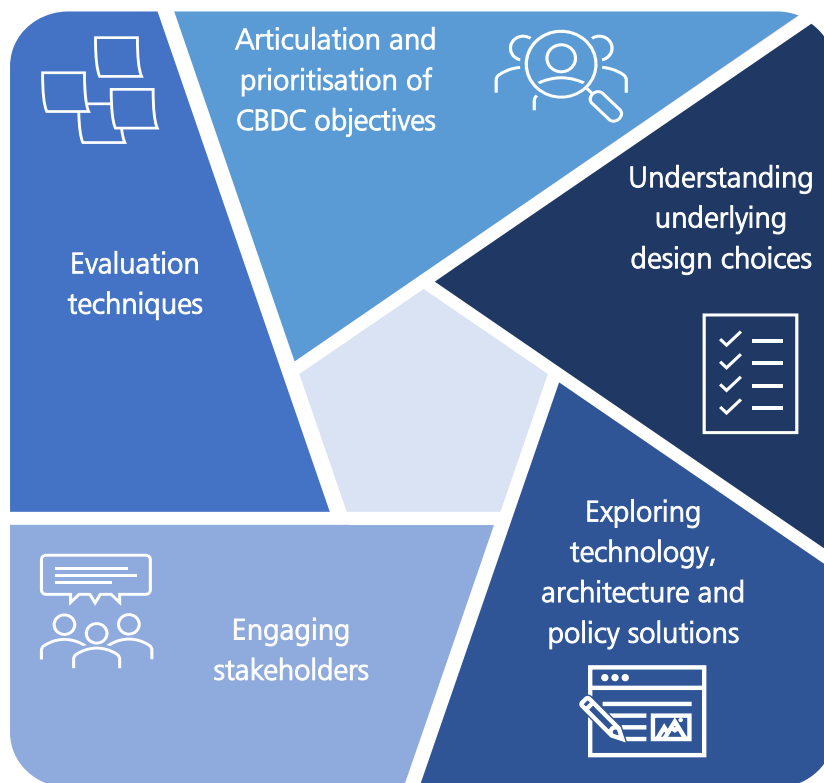 Articulation and
prioritisation of
CBDC objectives
Understanding
underlying
design choices
Exploring
technology,
architecture and
policy solutions
Engaging
stakeholders
Evaluation
techniques